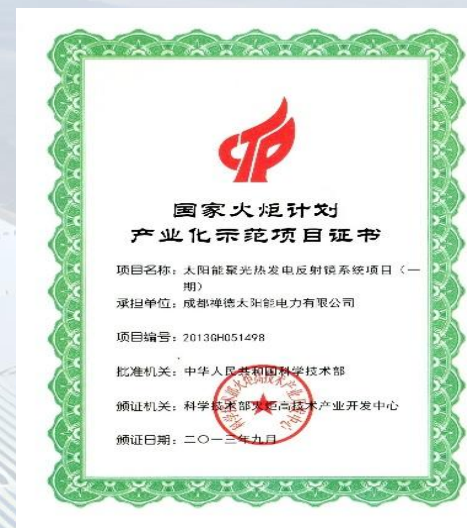 国家火炬计划
产业化示范项目证书
项目名称：太阳能聚光热发电反射镜系统项目（一
期）
承担单位：成都禅德太阳能电力有限公司
项目编号：2013GH051498
批准机关：中华人民共和国科学技术部
颁证机关：科学技术部火炬高技术产业开发中心
颁证日期：二〇一三年九月